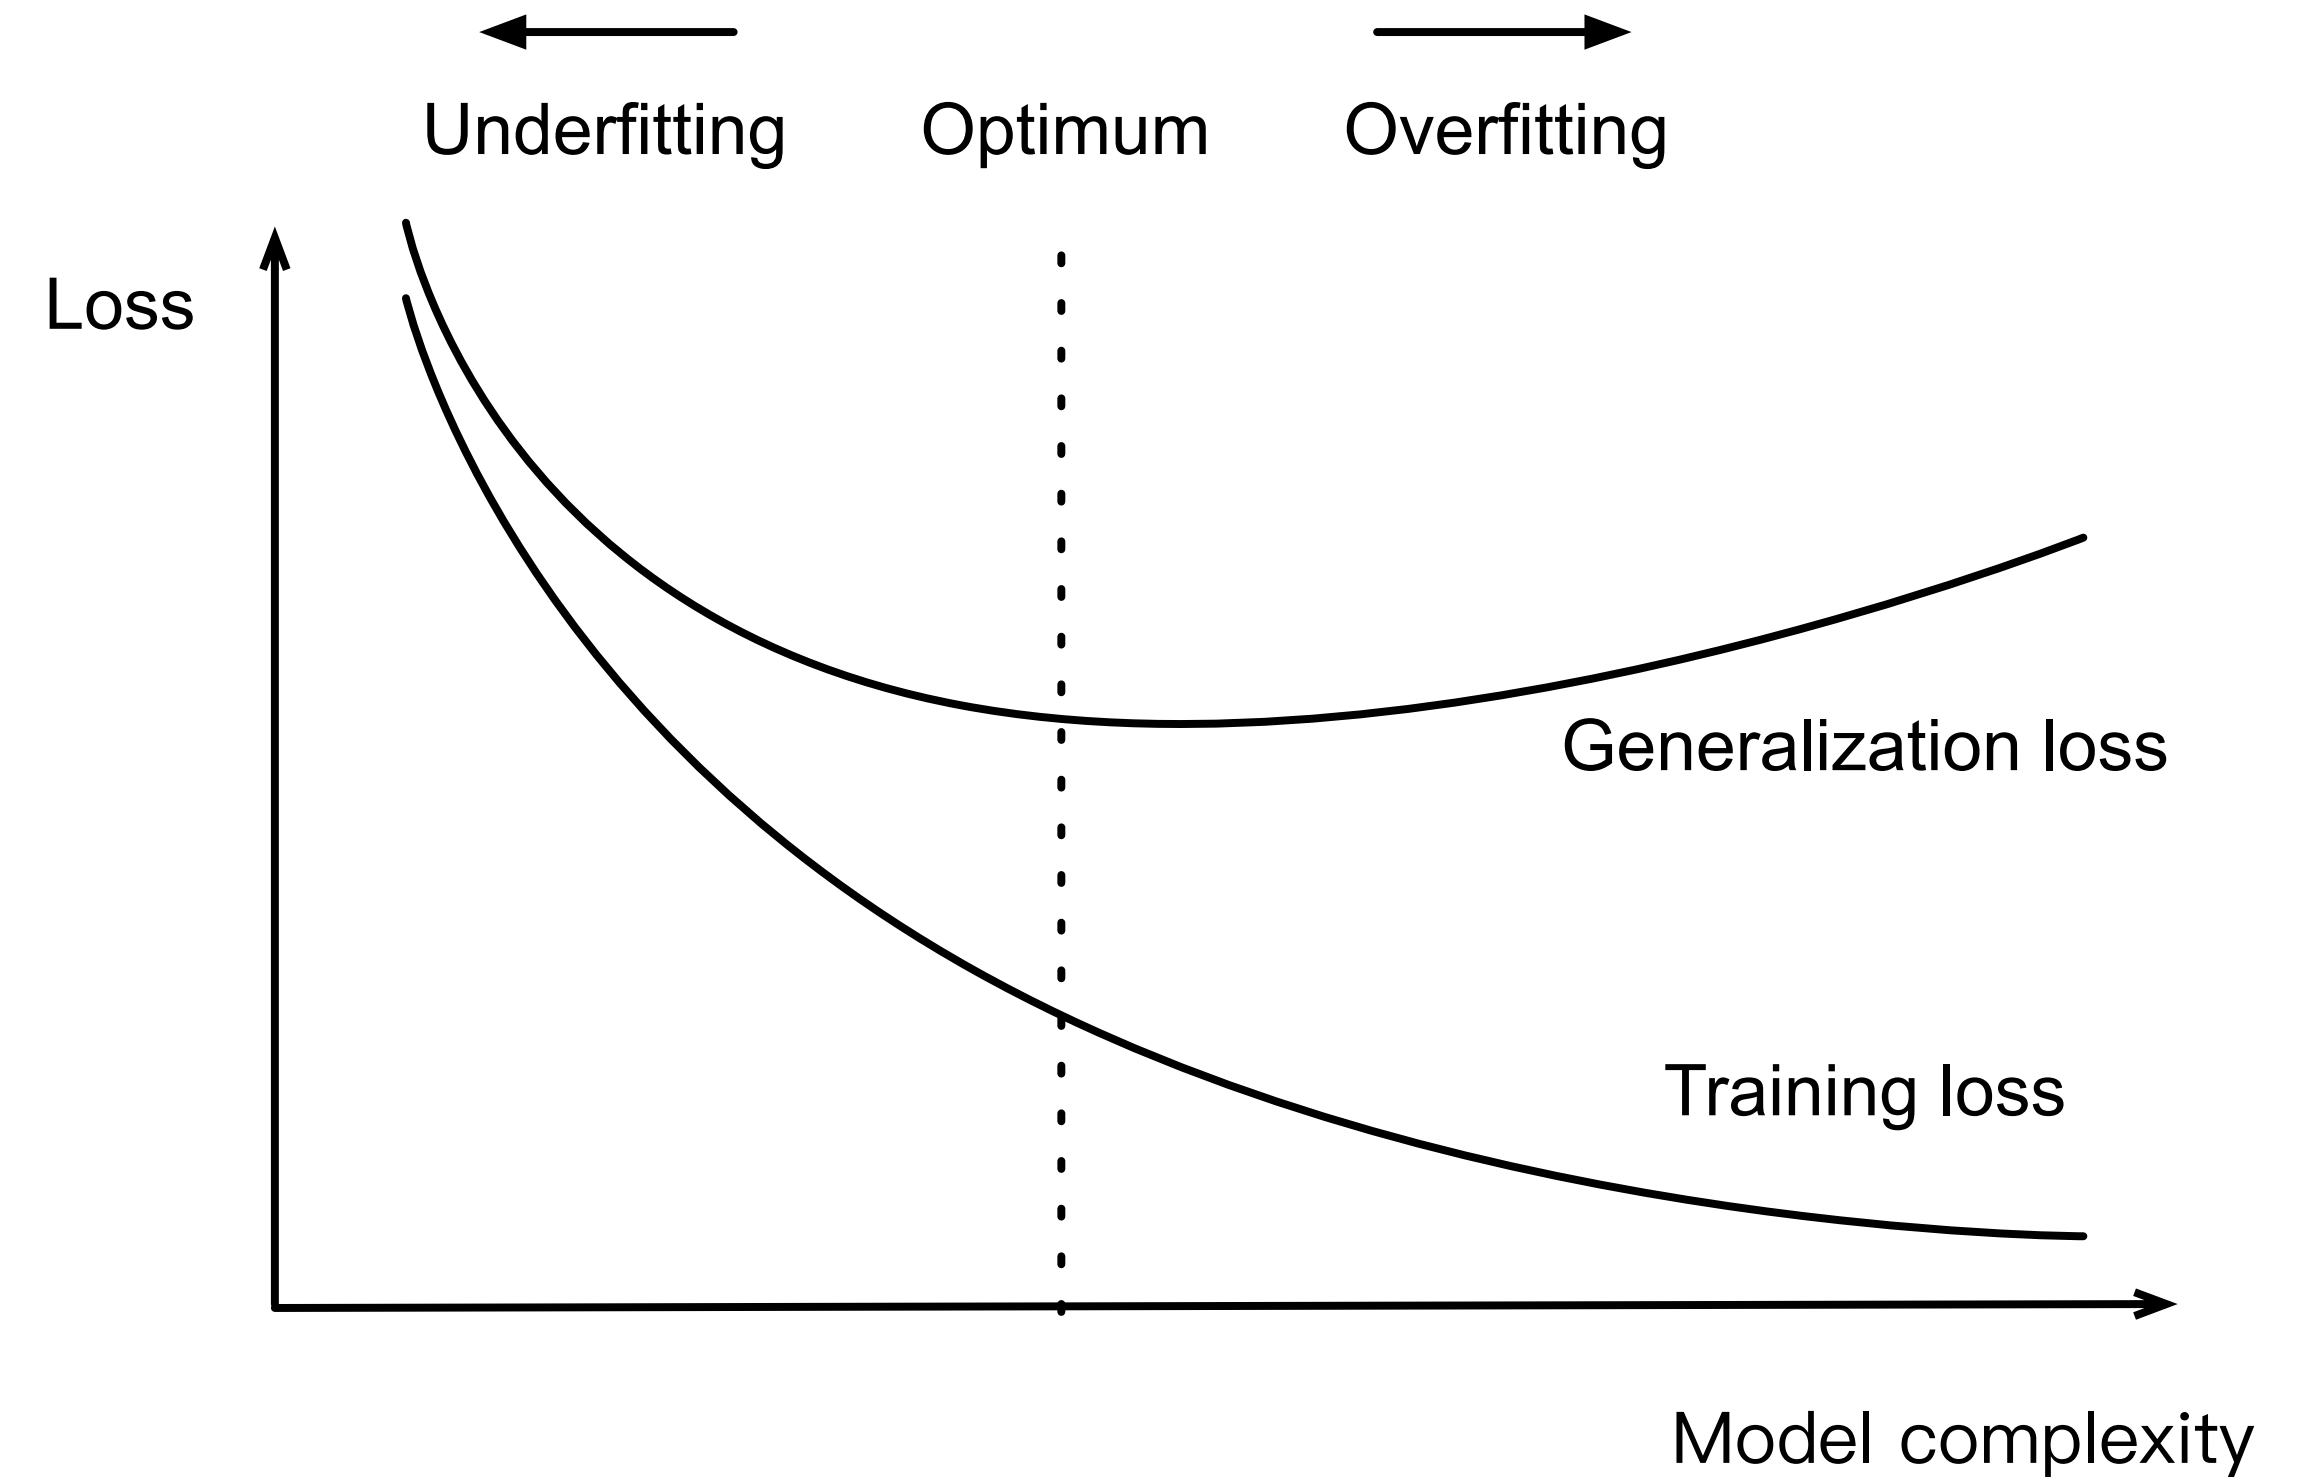 Underfitting
Optimum
Overfitting
Loss
Generalization loss
Training loss
Model complexity